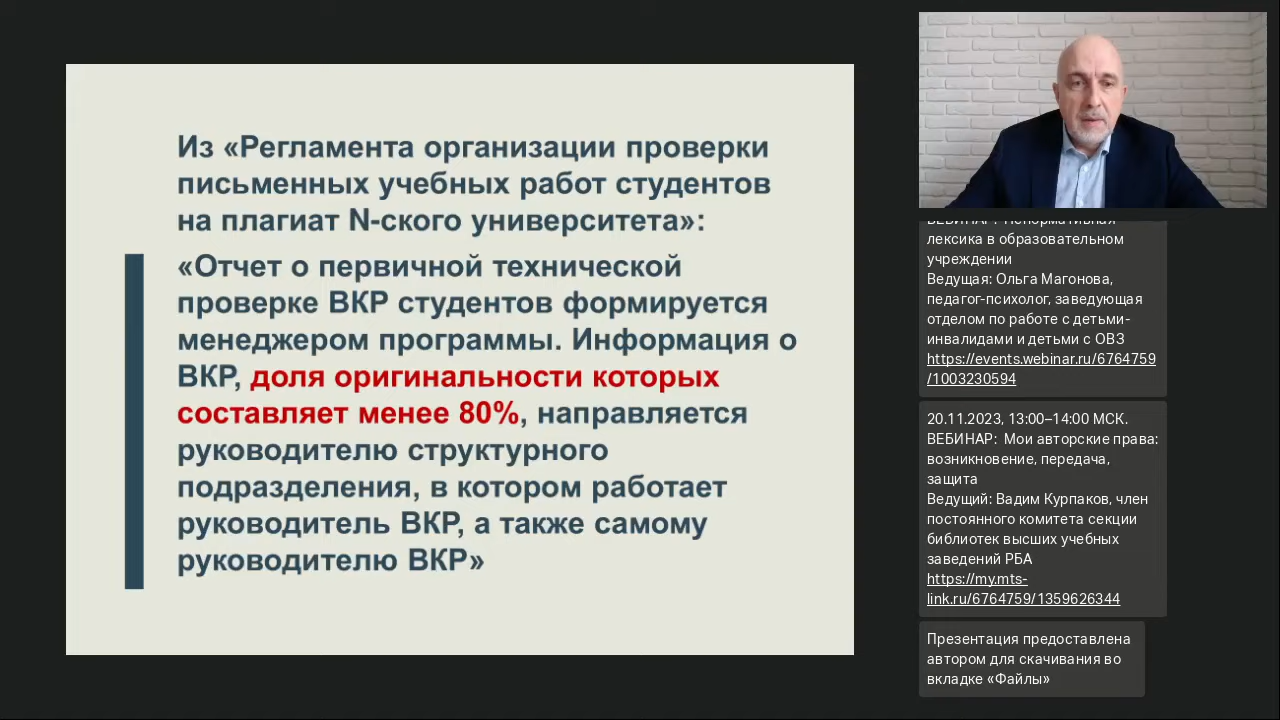 Из «Регламента организации проверки
письменных учебных работ студентов
на плагиат N-ского университета»:
«Отчет о первичной технической
проверке ВКР студентов формируется
менеджером программы. Информация о
ВКР, доля оригинальности которых
составляет менее 80%, направляется
руководителю структурного
подразделения, в котором работает
руководитель ВКР, а также самому
руководителю ВКР»
ВЕБИНАР: Ненормативная
лексика в образовательном
учреждении
Ведущая: Ольга Магонова,
педагог-психолог, заведующая
отделом по работе с детьми-
инвалидами и детьми с ОВЗ
https://events.webinar.ru/6764759
/1003230594
20.11.2023, 13:00–14:00 МСК.
ВЕБИНАР: Мои авторские права:
возникновение, передача,
защита
Ведущий: Вадим Курпаков, член
постоянного комитета секции
библиотек высших учебных
заведений РБА
https://my.mts-
link.ru/6764759/1359626344
Презентация предоставлена
автором для скачивания во
вкладке «Файлы»